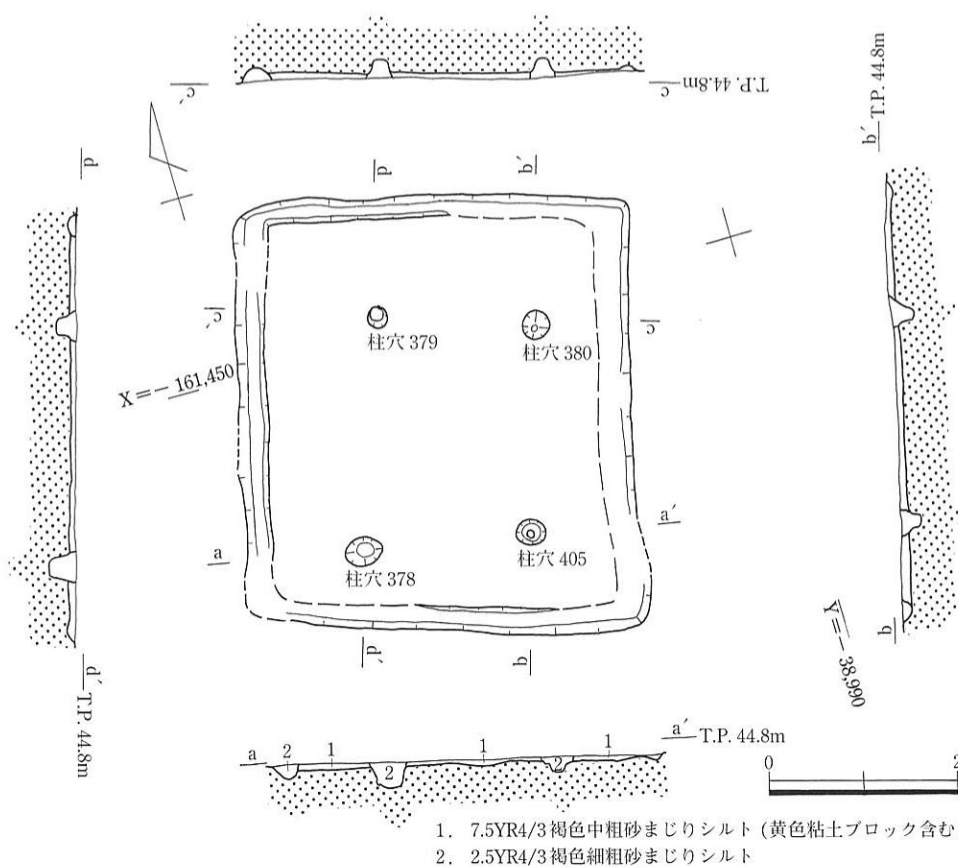 c´ c T.P. 44.8m
b´ T.P. 44.8m
d d b´
c´ c
柱穴 379 柱穴 380
X=－161,450
a´
a
柱穴 378 柱穴 405
Y=－38,990
b
d´ b
d´ T.P. 44.8m
a 2 1 1 1 a´ T.P. 44.8m
2 2
0 2
1. 7.5YR4/3 褐色中粗砂まじりシルト (黄色粘土ブロック含む
2. 2.5YR4/3 褐色細粗砂まじりシルト